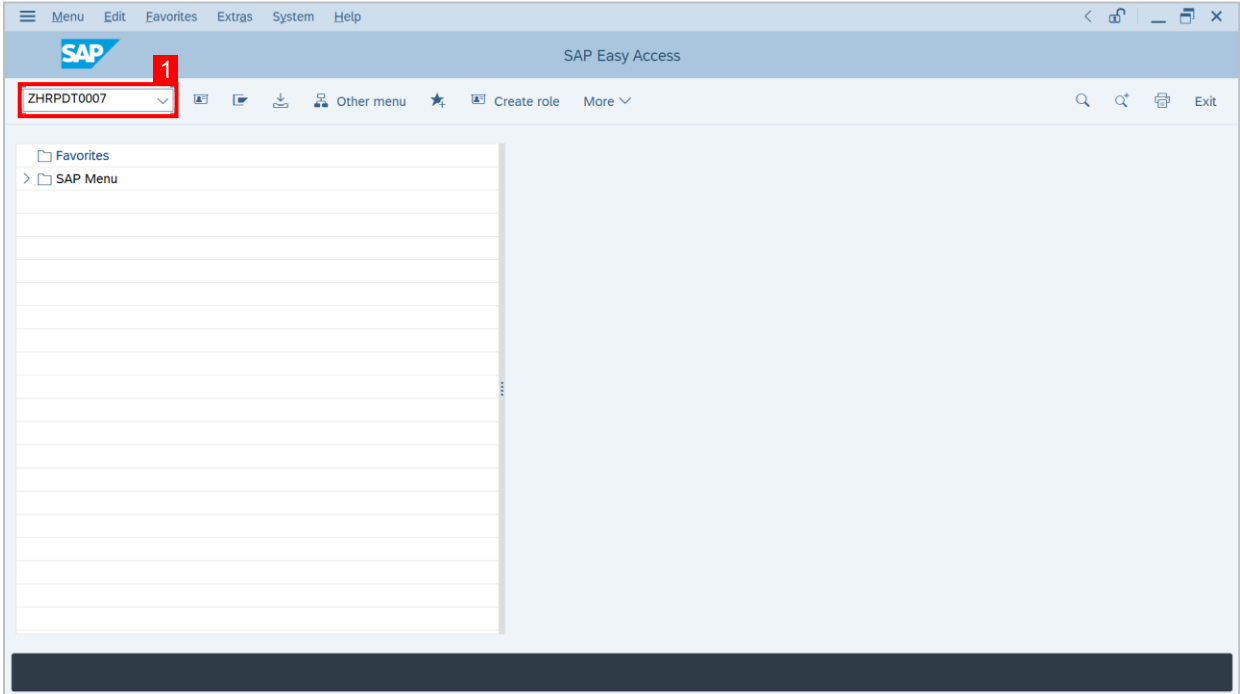 Menu Edit Favorites Extras System Help
SAP SAP Easy Access
1
ZHRPDT0007 Other menu Create role More Exit
Favorites
SAP Menu